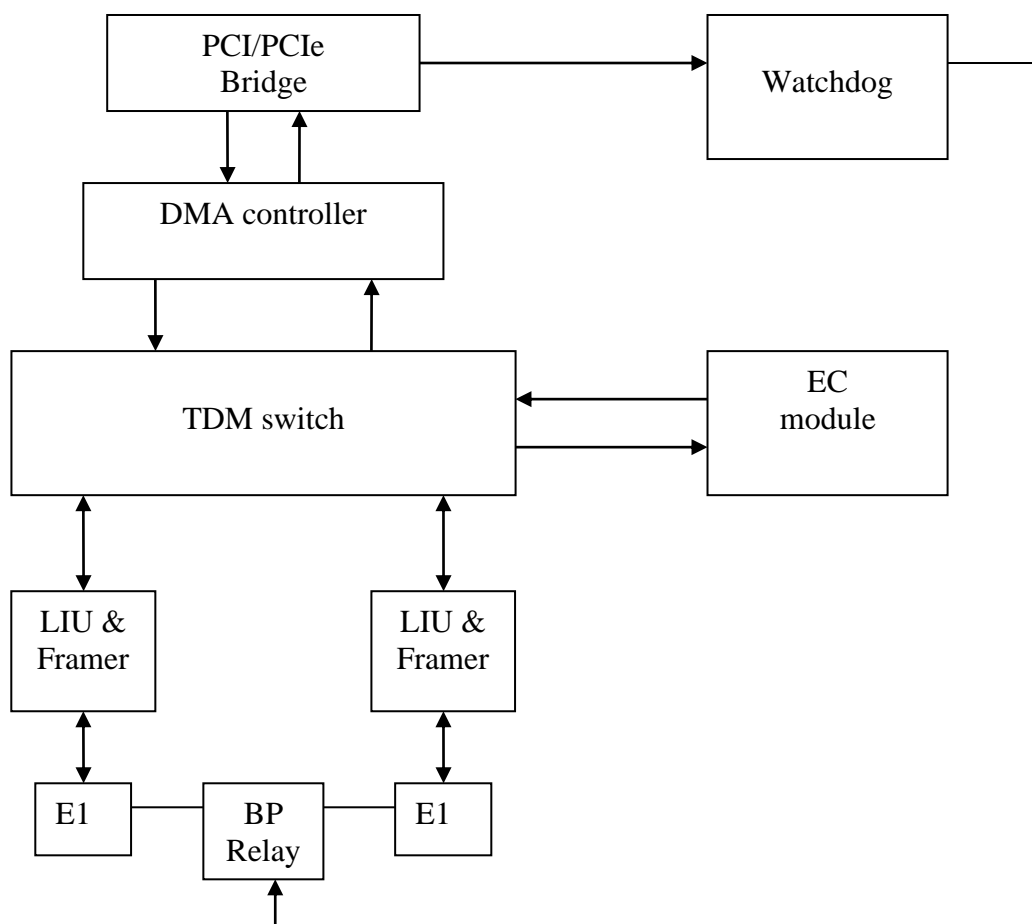 PCI/PCIe
Bridge
Watchdog
DMA controller
TDM switch
EC
module
LIU &
Framer
LIU &
Framer
E1
BP
Relay
E1